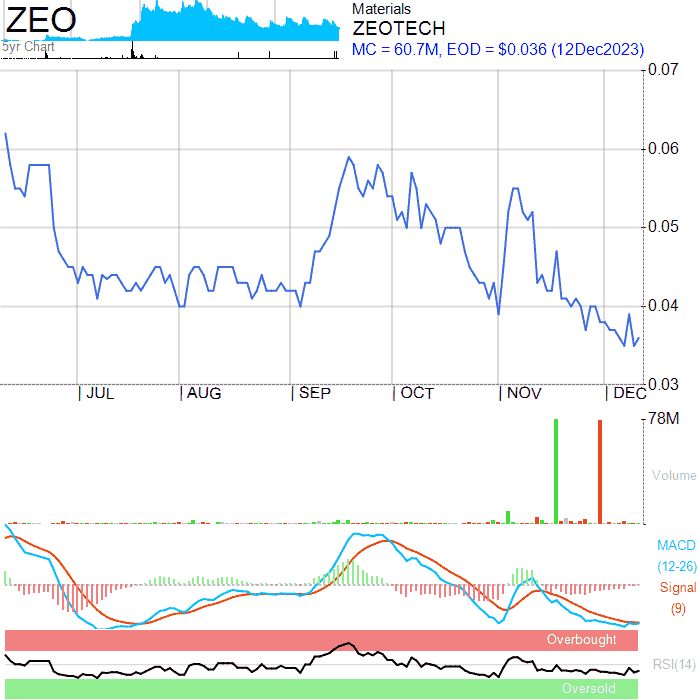 ZEO
5yr Chart
Materials
ZEOTECH
MC = 60.7M, EOD = $0.036 (12Dec2023)
0.07
0.06
0.05
0.04
0.03
| JUL | AUG | SEP | OCT | NOV | DEC
78M
Volume
MACD
(12-26)
Signal
(9)
Overbought
RSI(14)
Oversold